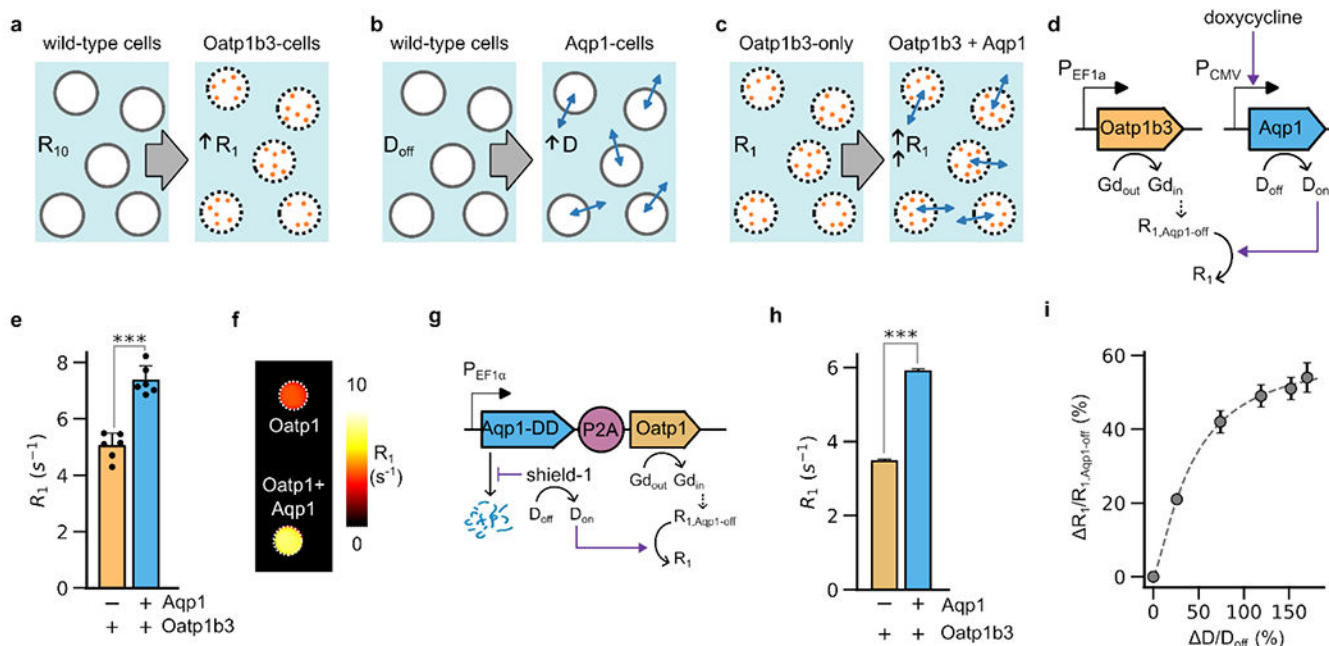 a
wild-type cells
Oatp1b3-cells
R10
↑ R1
b
wild-type cells
Aqp1-cells
Doff
↑ D
c
Oatp1b3-only
Oatp1b3 + Aqp1
R1
↑
↑ R1
d
doxycycline
PEF1a
PCMV
Oatp1b3
Aqp1
Gdout
Gdin
Doff
Don
R1,Aqp1-off
R1
e
***
R1 (s−1)
8
6
4
2
0
− + Aqp1
+ + Oatp1b3
f
Oatp1
Oatp1+
Aqp1
10
R1
(s-1)
0
g
PEF1α
Aqp1-DD
P2A
Oatp1
shield-1
Gdout
Gdin
Doff
Don
R1,Aqp1-off
R1
h
***
R1 (s−1)
6
4
2
0
− + Aqp1
+ + Oatp1b3
i
ΔR1/R1,Aqp1-off (%)
60
40
20
0
0 50 100 150
ΔD/Doff (%)